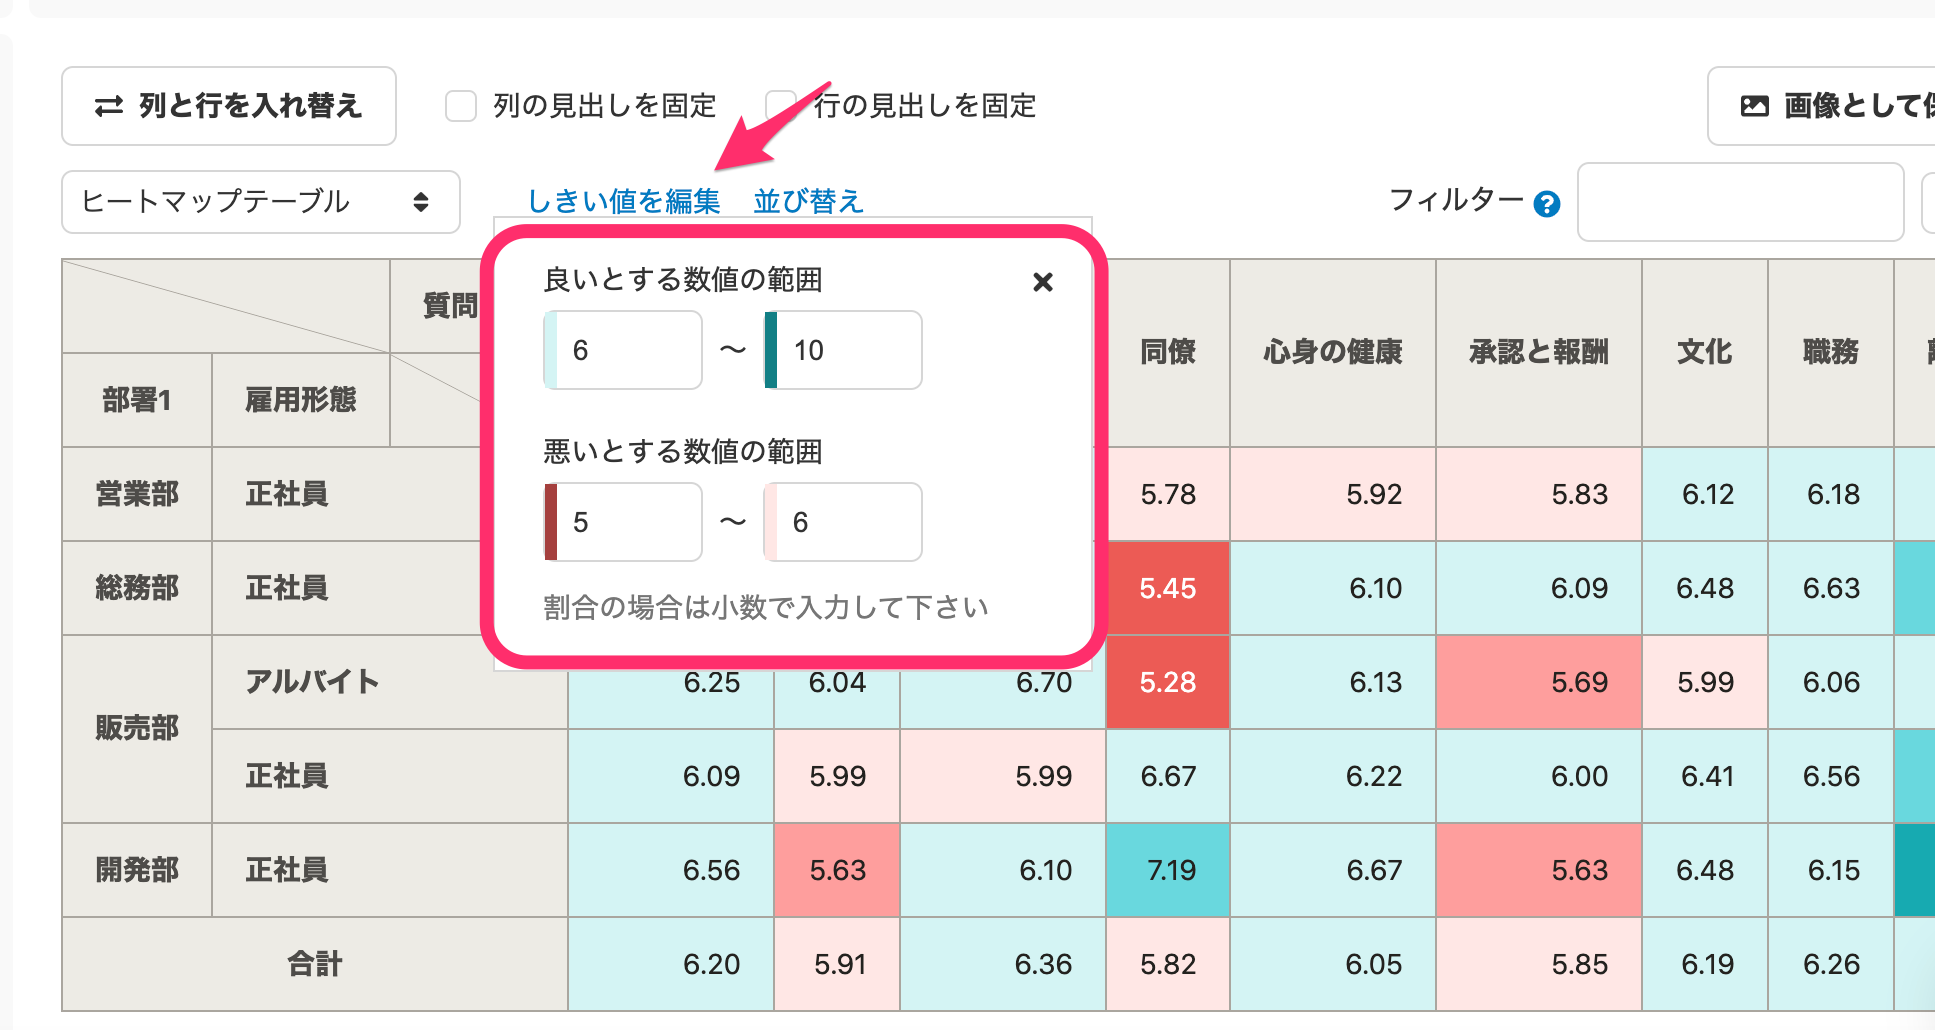 列と行を入れ替え 列の見出しを固定 行の見出しを固定 画像として
ヒートマップテーブル しきい値を編集 並び替え フィルター ?
良いとする数値の範囲
6 〜 10
悪いとする数値の範囲
5 〜 6
割合の場合は小数で入力して下さい
質問 同僚 心身の健康 承認と報酬 文化 職務
部署1 雇用形態
営業部 正社員 5.78 5.92 5.83 6.12 6.18
総務部 正社員 5.45 6.10 6.09 6.48 6.63
販売部 アルバイト 6.25 6.04 6.70 5.28 6.13 5.69 5.99 6.06
正社員 6.09 5.99 5.99 6.67 6.22 6.00 6.41 6.56
開発部 正社員 6.56 5.63 6.10 7.19 6.67 5.63 6.48 6.15
合計 6.20 5.91 6.36 5.82 6.05 5.85 6.19 6.26